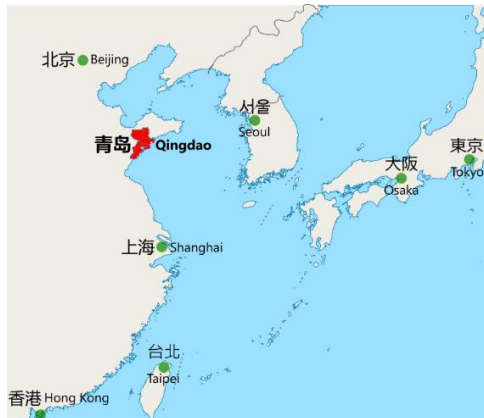 北京 Beijing
서울
Seoul
青岛 Qingdao
東京
Tokyo
大阪
Osaka
上海 Shanghai
台北
Taipei
香港 Hong Kong